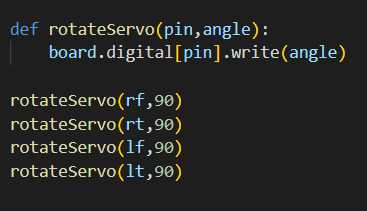 def rotateServo(pin,angle):
    board.digital[pin].write(angle)
rotateServo(rf,90)
rotateServo(rt,90)
rotateServo(lf,90)
rotateServo(lt,90)